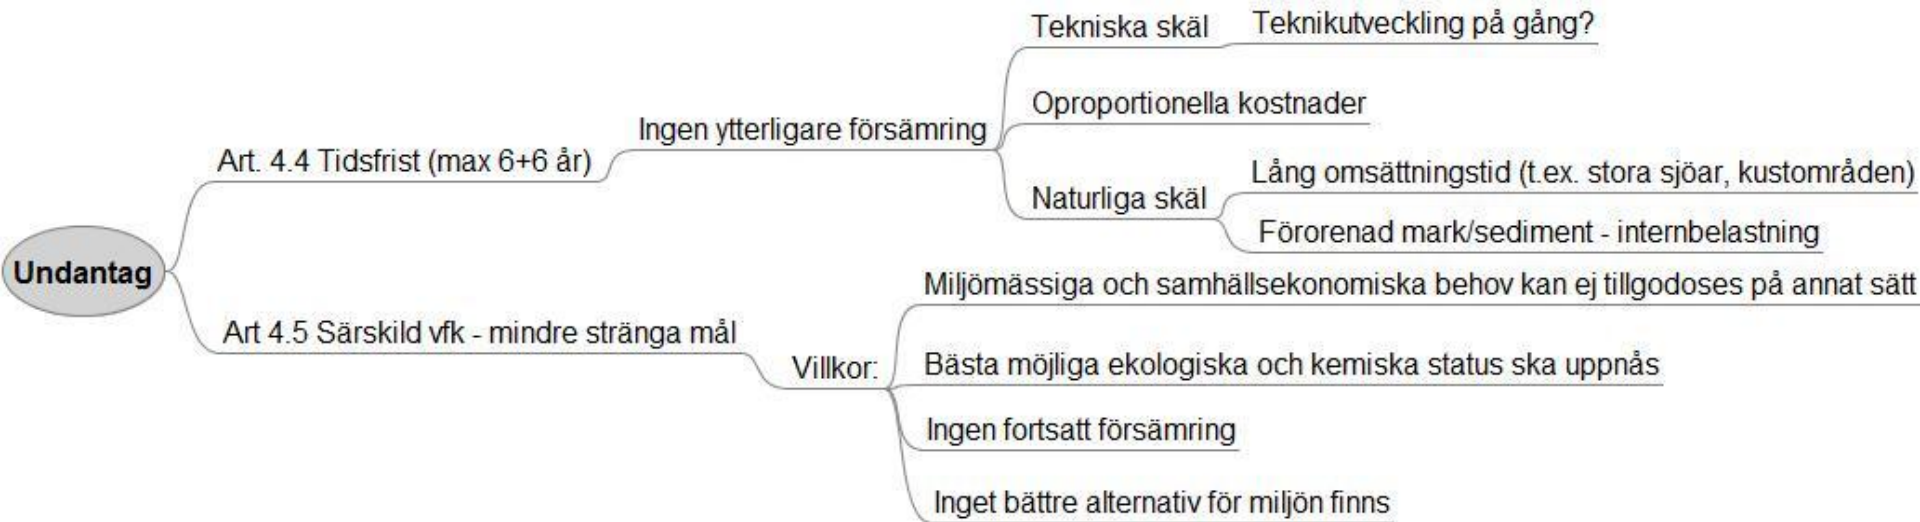 Undantag
Art. 4.4 Tidsfrist (max 6+6 år)
Ingen ytterligare försämring
Tekniska skäl
Teknikutveckling på gång?
Oproportionella kostnader
Naturliga skäl
Lång omsättningstid (t.ex. stora sjöar, kustområden)
Förorenad mark/sediment - internbelastning
Art 4.5 Särskild vfk - mindre stränga mål
Villkor:
Miljömässiga och samhällsekonomiska behov kan ej tillgodoses på annat sätt
Bästa möjliga ekologiska och kemiska status ska uppnås
Ingen fortsatt försämring
Inget bättre alternativ för miljön finns